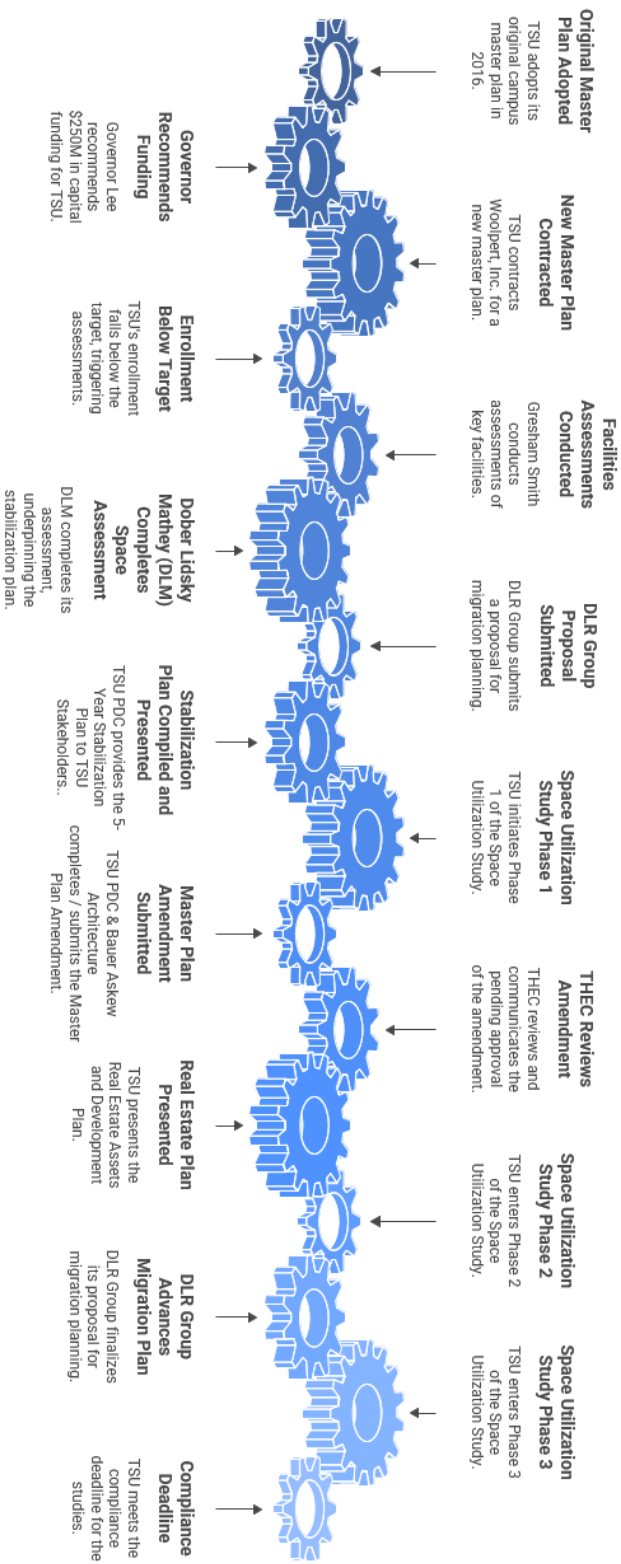 Original Master
Plan Adopted
TSU adopts its
original campus
master plan in
2016.
Governor
Recommends
Funding
Governor Lee
recommends
$250M in capital
funding for TSU.
New Master Plan
Contracted
TSU contracts
Woolpert, Inc. for a
new master plan.
Enrollment
Below Target
TSU's enrollment
falls below the
target, triggering
assessments.
Facilities
Assessments
Conducted
Gresham Smith
conducts
assessments of
key facilities.
Dober Lidsky
Mathey (DLM)
Completes
Space
Assessment
DLM completes its
assessment,
underpinning the
stabilization plan.
DLR Group
Proposal
Submitted
DLR Group submits
a proposal for
migration planning.
Stabilization
Plan Compiled and
Presented
TSU PDC provides the 5-
Year Stabilization
Plan to TSU
Stakeholders..
Space Utilization
Study Phase 1
TSU initiates Phase
1 of the Space
Utilization Study.
Master Plan
Amendment
Submitted
TSU PDC & Bauer Askew
Architecture
completes / submits the Master
Plan Amendment.
THEC Reviews
Amendment
THEC reviews and
communicates the
pending approval
of the amendment.
Real Estate Plan
Presented
TSU presents the
Real Estate Assets
and Development
Plan.
Space Utilization
Study Phase 2
TSU enters Phase 2
of the Space
Utilization Study.
DLR Group
Advances
Migration Plan
DLR Group finalizes
its proposal for
migration planning.
Space Utilization
Study Phase 3
TSU enters Phase 3
of the Space
Utilization Study.
Compliance
Deadline
TSU meets the
compliance
deadline for the
studies.